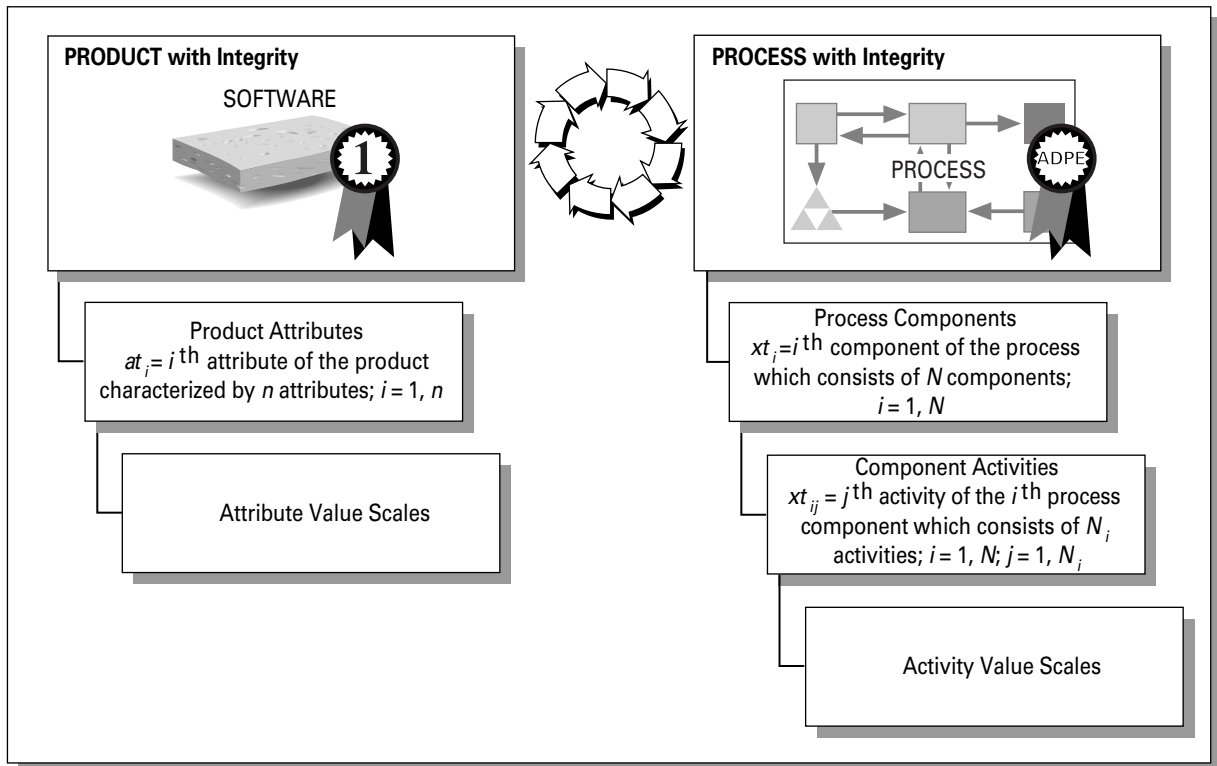 PRODUCT with Integrity
SOFTWARE
1
Product Attributes
at i = i th attribute of the product
characterized by n attributes; i = 1, n
Attribute Value Scales
PROCESS with Integrity
PROCESS
ADPE
Process Components
xt i =i th component of the process
which consists of N components;
i = 1, N
Component Activities
xt ij = j th activity of the i th process
component which consists of N i
activities; i = 1, N; j = 1, N i
Activity Value Scales